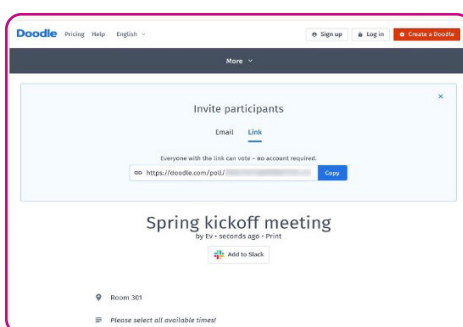 Doodle Pricing Help English Sign up Log in Create a Doodle
More
Invite participants
Email Link
Everyone with the link can vote – no account required.
https://doodle.com/poll/ Copy
Spring kickoff meeting
by Ev • seconds ago • Print
Add to Slack
Room 301
Please select all available times!